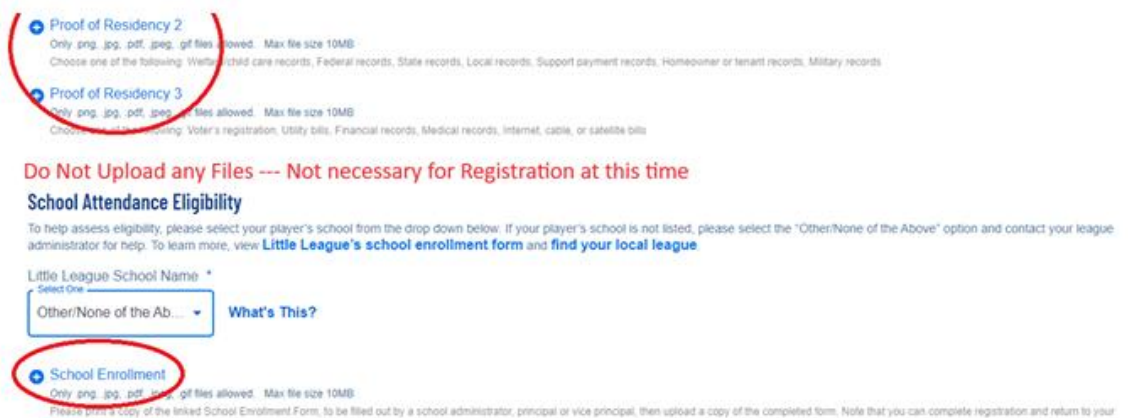 Proof of Residency 2
Only .png, .jpg, .pdf, .jpeg, .gif files allowed. Max file size 10MB
Choose one of the following: Welfare/child care records, Federal records, State records, Local records, Support payment records, Homeowner or tenant records, Military records
Proof of Residency 3
Only .png, .jpg, .pdf, .jpeg, .gif files allowed. Max file size 10MB
Choose one of the following: Voter's registration, Utility bills, Financial records, Medical records, Internet, cable, or satellite bills
Do Not Upload any Files --- Not necessary for Registration at this time
School Attendance Eligibility
To help assess eligibility, please select your player's school from the drop down below. If your player's school is not listed, please select the "Other/None of the Above" option and contact your league
administrator for help. To learn more, view Little League's school enrollment form and find your local league
Little League School Name *
Select One
Other/None of the Ab... What's This?
School Enrollment
Only .png, .jpg, .pdf, .jpeg, .gif files allowed. Max file size 10MB
Please print a copy of the linked School Enrollment Form, to be filled out by a school administrator, principal or vice principal, then upload a copy of the completed form. Note that you can complete registration and return to your